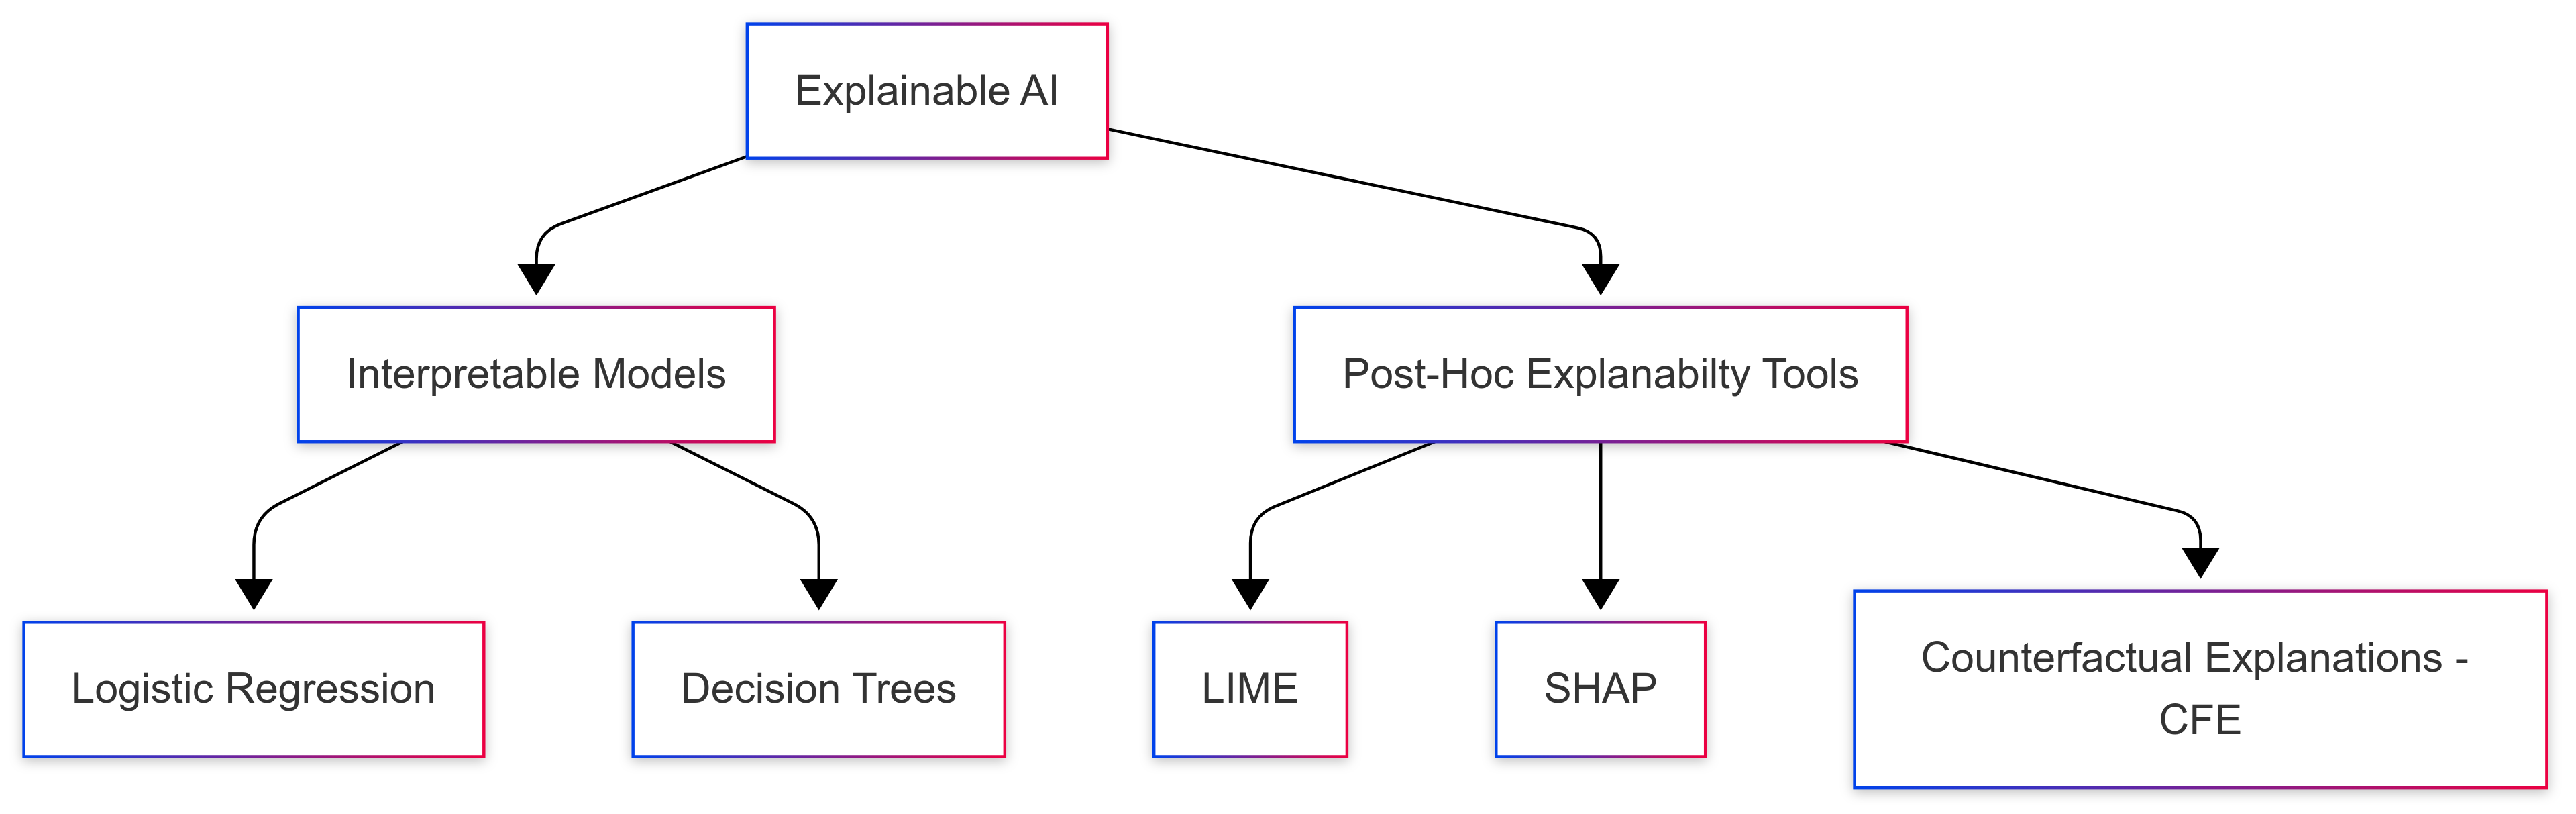 Explainable AI
Interpretable Models
Post-Hoc Explanabilty Tools
Logistic Regression
Decision Trees
LIME
SHAP
Counterfactual Explanations -
CFE